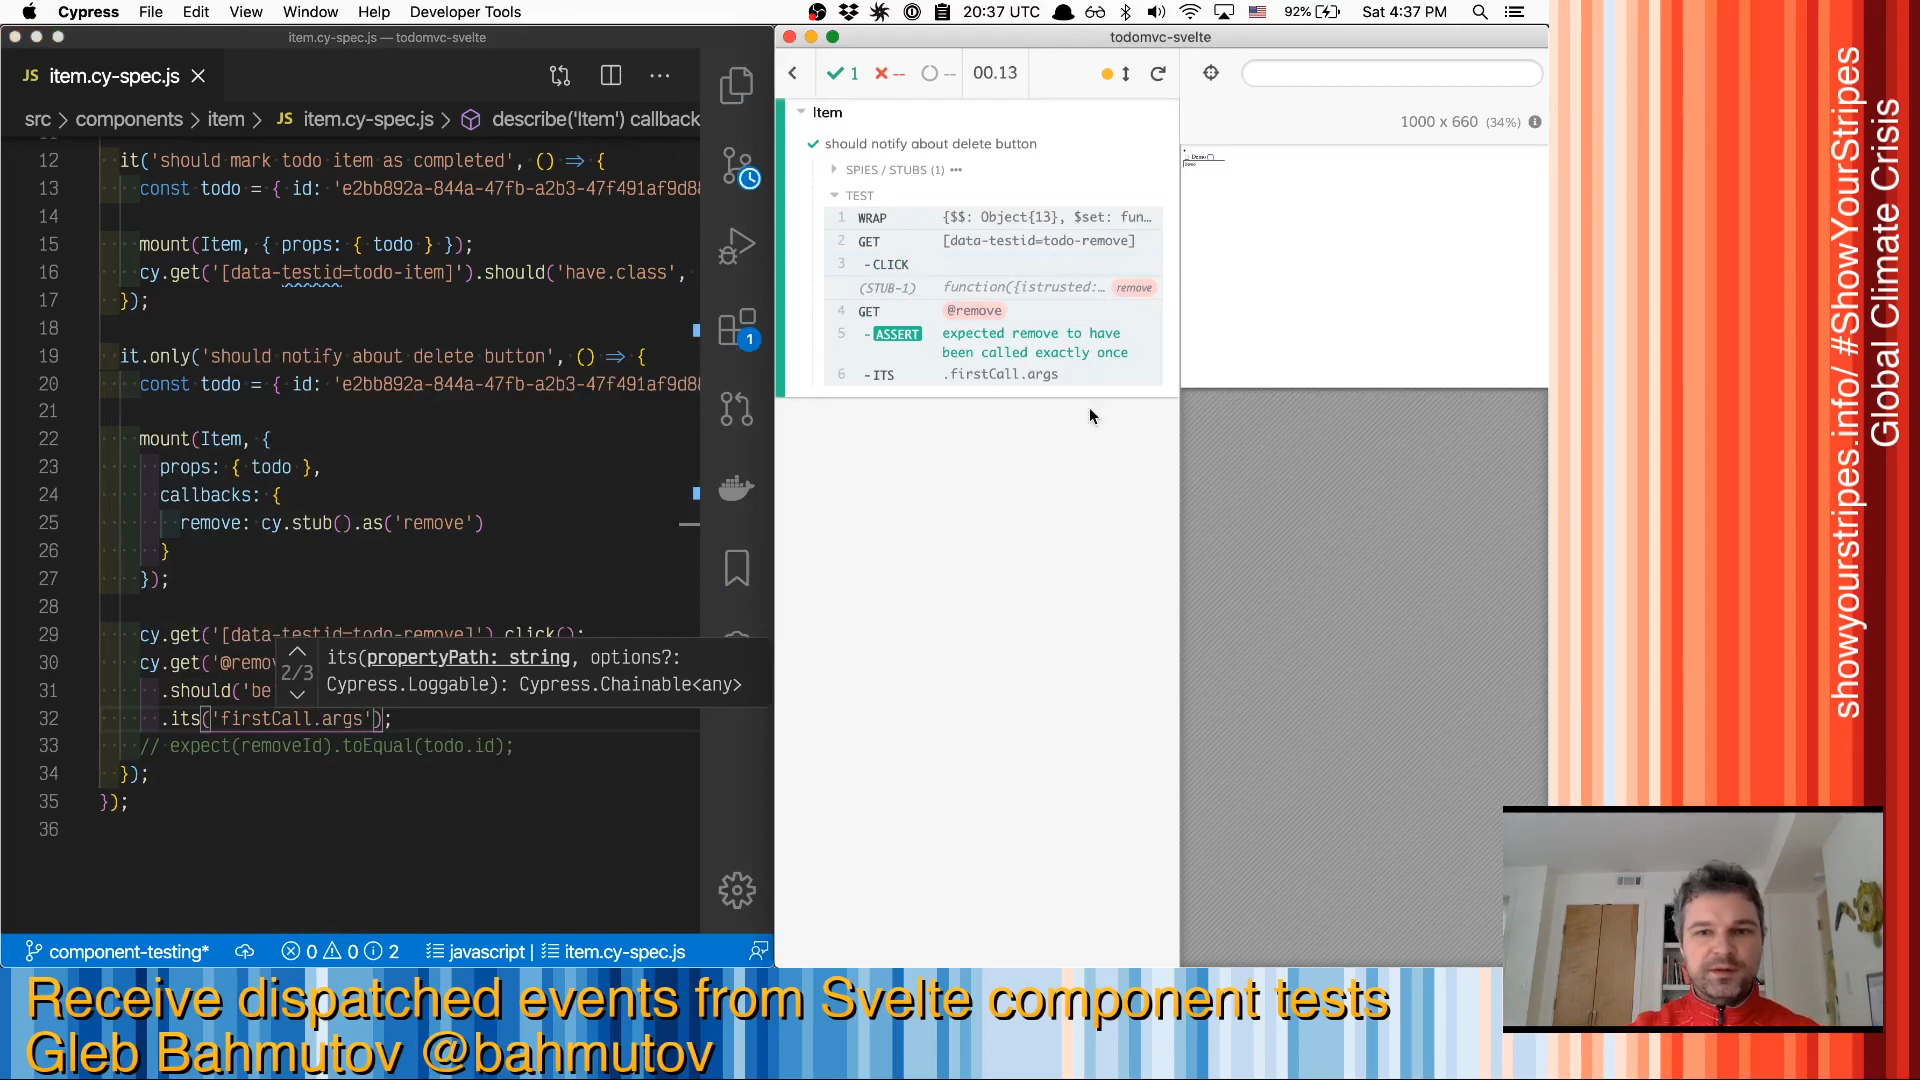 Cypress File Edit View Window Help Developer Tools
20:37 UTC 92% Sat 4:37 PM
item.cy-spec.js — todomvc-svelte
JS item.cy-spec.js
src > components > item > JS item.cy-spec.js > describe('Item') callback
12 it('should mark todo item as completed', () => {
13 const todo = { id: 'e2bb892a-844a-47fb-a2b3-47f491af9d8
14
15 mount(Item, { props: { todo } });
16 cy.get('[data-testid=todo-item]').should('have.class',
17 });
18
19 it.only('should notify about delete button', () => {
20 const todo = { id: 'e2bb892a-844a-47fb-a2b3-47f491af9d8
21
22 mount(Item, {
23 props: { todo },
24 callbacks: {
25 remove: cy.stub().as('remove')
26 }
27 });
28
29 cy.get('[data-testid=todo-remove]').click();
30 cy.get('@remo
31 .should('be
32 .its('firstCall.args');
33 // expect(removeId).toEqual(todo.id);
34 });
35 });
36
2/3
its(propertyPath: string, options?:
Cypress.Loggable): Cypress.Chainable<any>
1
component-testing* 0 0 2 javascript | item.cy-spec.js
todomvc-svelte
1 -- -- 00.13
1000 x 660 (34%)
Item
should notify about delete button
SPIES / STUBS (1)
TEST
1 WRAP {$$: Object{13}, $set: fun...
2 GET [data-testid=todo-remove]
3 -CLICK
(STUB-1) function({istrusted:... remove
4 GET @remove
5 -ASSERT expected remove to have
been called exactly once
6 -ITS .firstCall.args
showyourstripes.info/ #ShowYourStripes
Global Climate Crisis
Receive dispatched events from Svelte component tests
Gleb Bahmutov @bahmutov